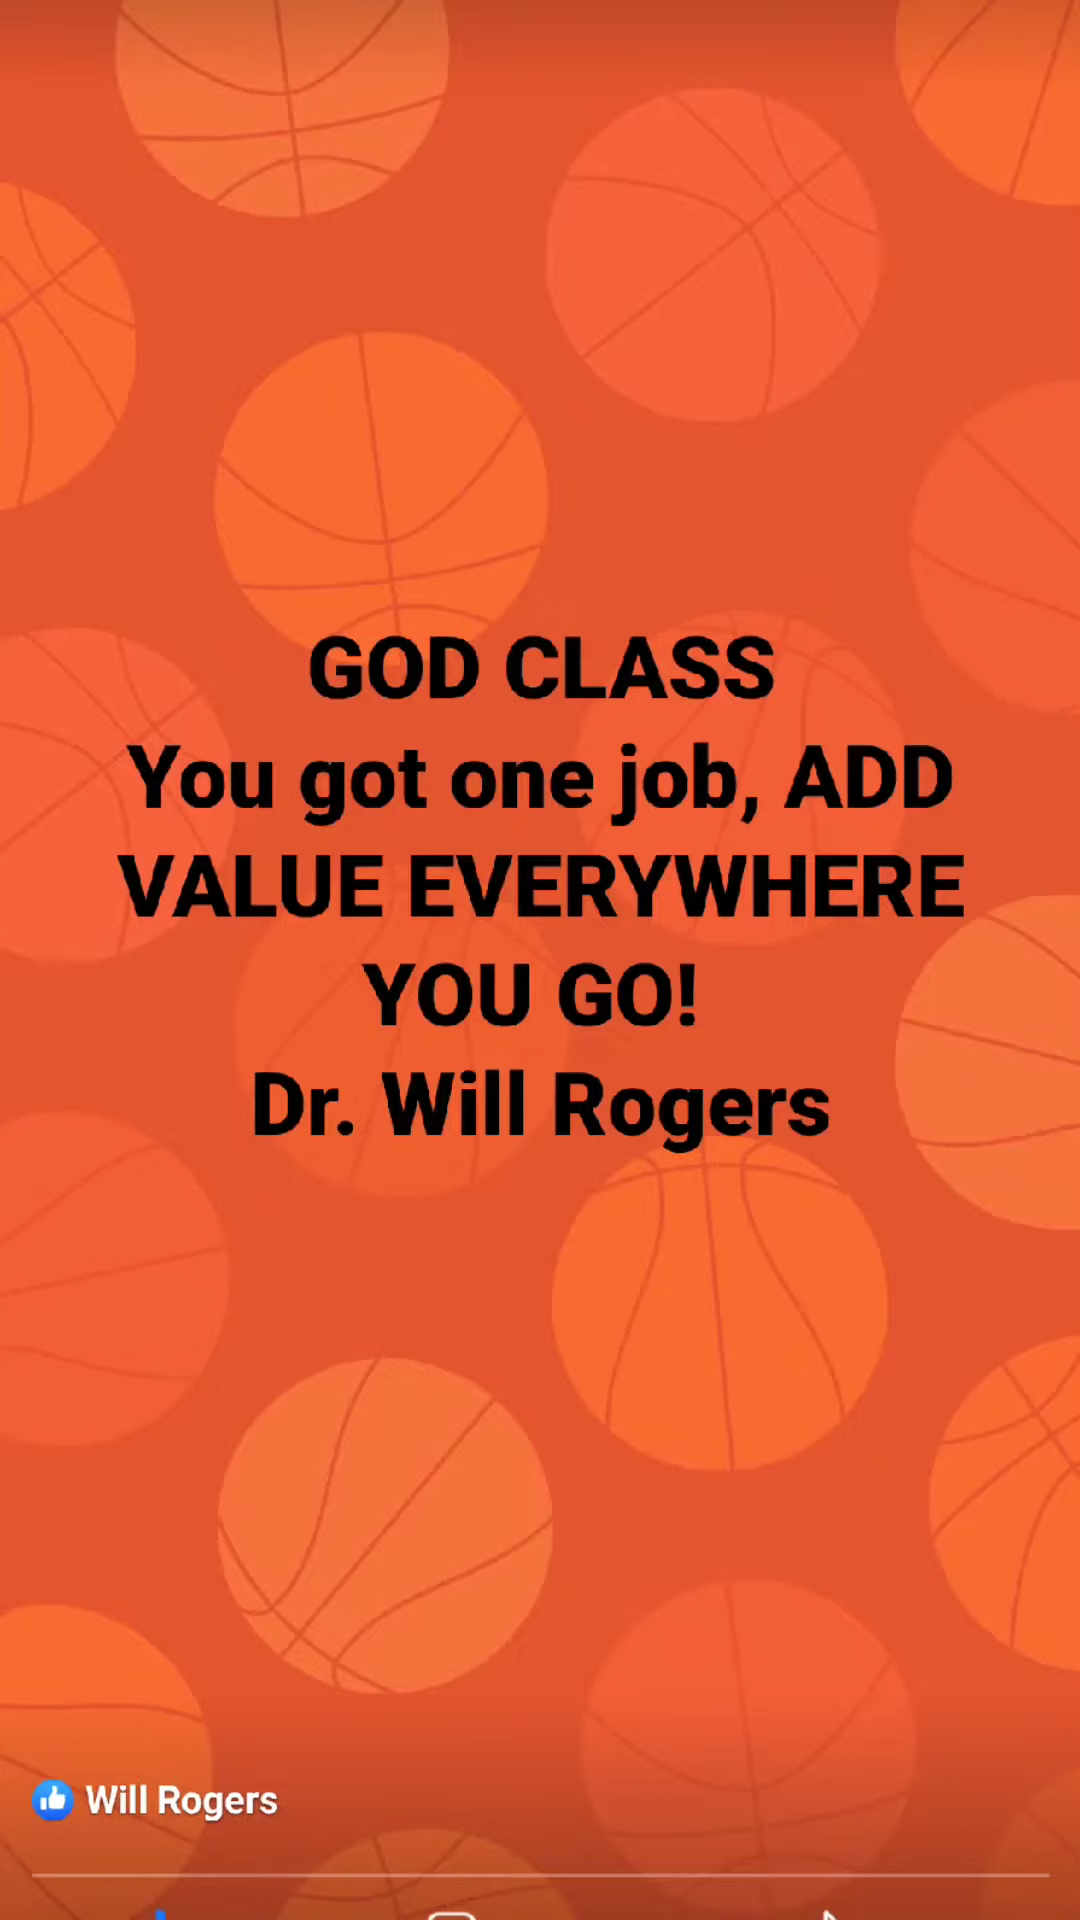 GOD CLASS
You got one job, ADD
VALUE EVERYWHERE
YOU GO!
Dr. Will Rogers
Will Rogers